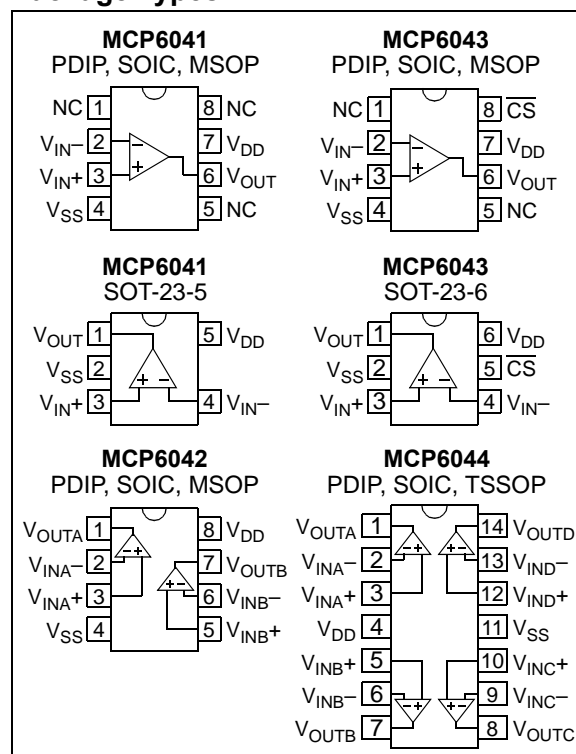 MCP6041
PDIP, SOIC, MSOP
NC 1
8 NC
VIN– 2
7 VDD
VIN+ 3
6 VOUT
VSS 4
5 NC
– +
MCP6043
PDIP, SOIC, MSOP
NC 1
8 C̅S̅
VIN– 2
7 VDD
VIN+ 3
6 VOUT
VSS 4
5 NC
– +
MCP6041
SOT-23-5
VOUT 1
5 VDD
VSS 2
VIN+ 3
4 VIN–
+ –
MCP6043
SOT-23-6
VOUT 1
6 VDD
VSS 2
5 C̅S̅
VIN+ 3
4 VIN–
+ –
MCP6042
PDIP, SOIC, MSOP
VOUTA 1
8 VDD
VINA– 2
7 VOUTB
VINA+ 3
6 VINB–
VSS 4
5 VINB+
– +
+ –
MCP6044
PDIP, SOIC, TSSOP
VOUTA 1
14 VOUTD
VINA– 2
13 VIND–
VINA+ 3
12 VIND+
VDD 4
11 VSS
VINB+ 5
10 VINC+
VINB– 6
9 VINC–
VOUTB 7
8 VOUTC
– +
+ –
– +
+ –